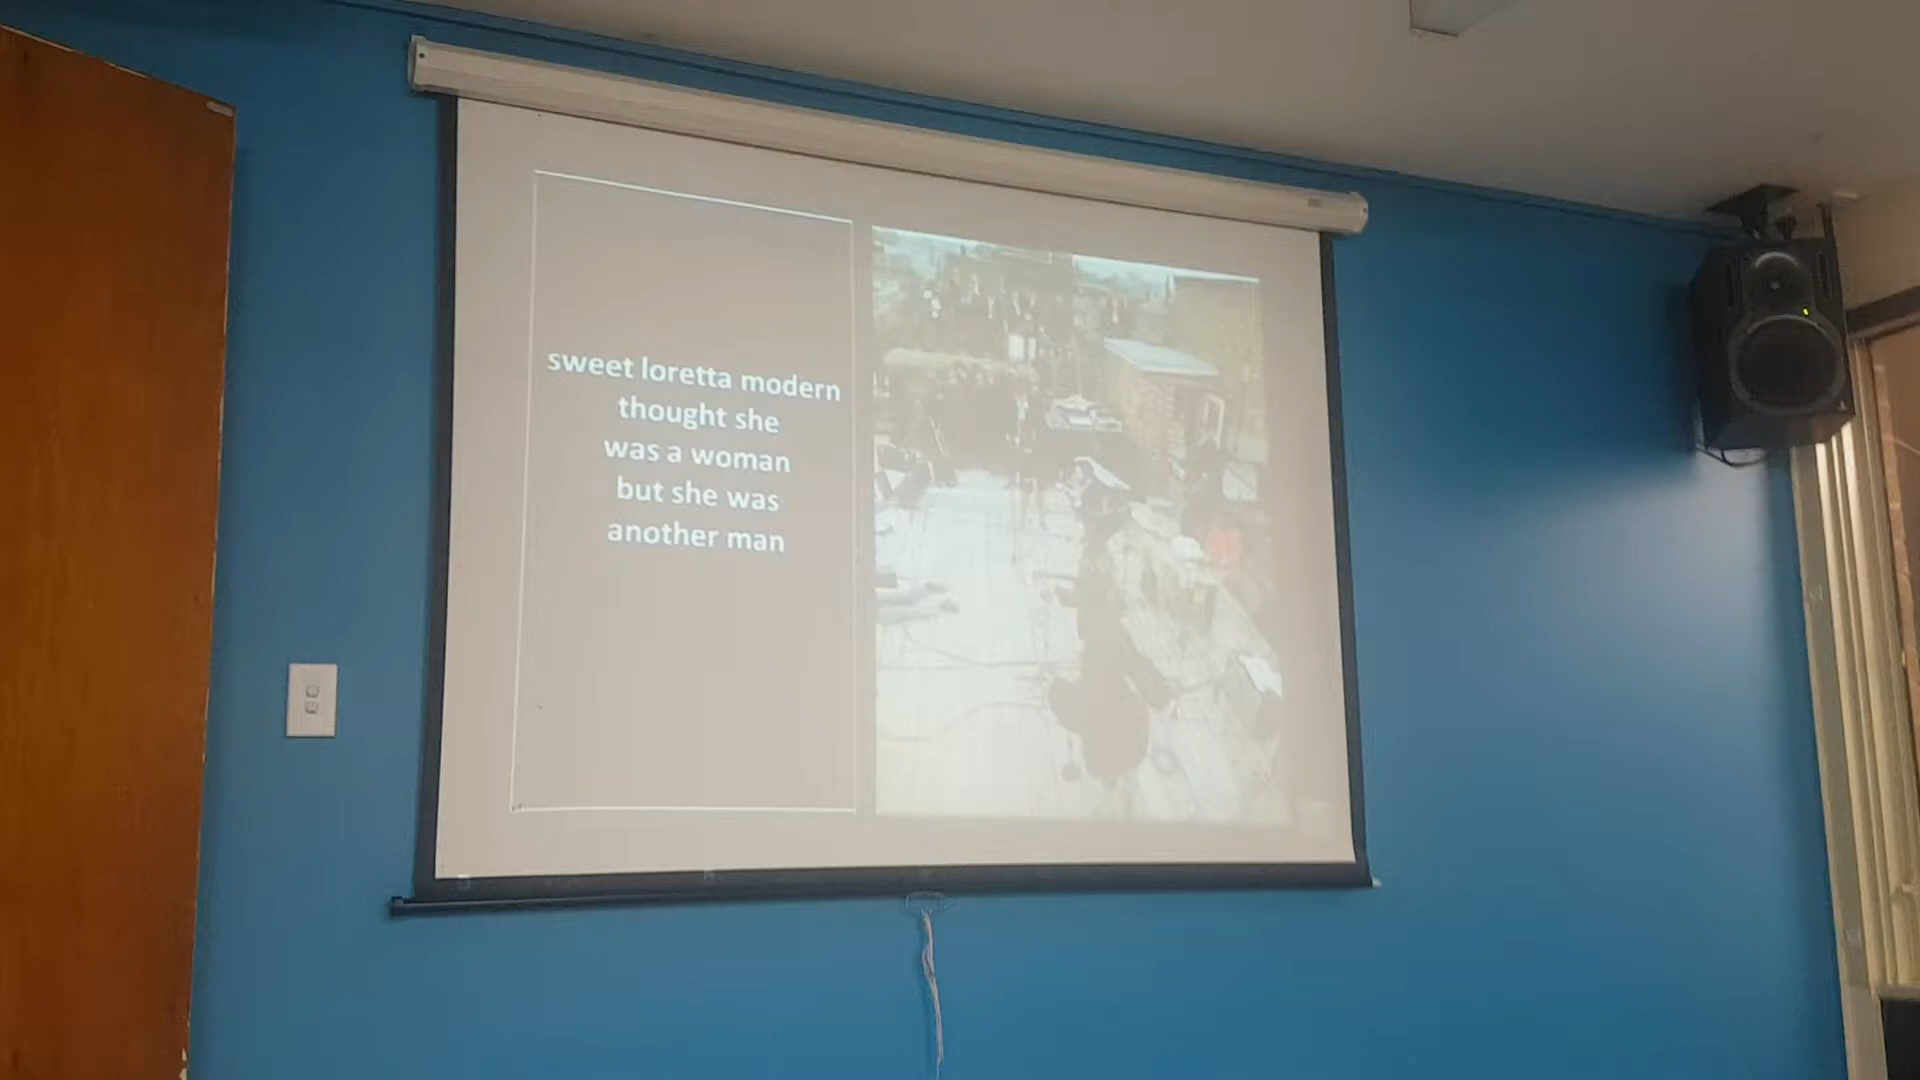 sweet loretta modern
thought she
was a woman
but she was
another man